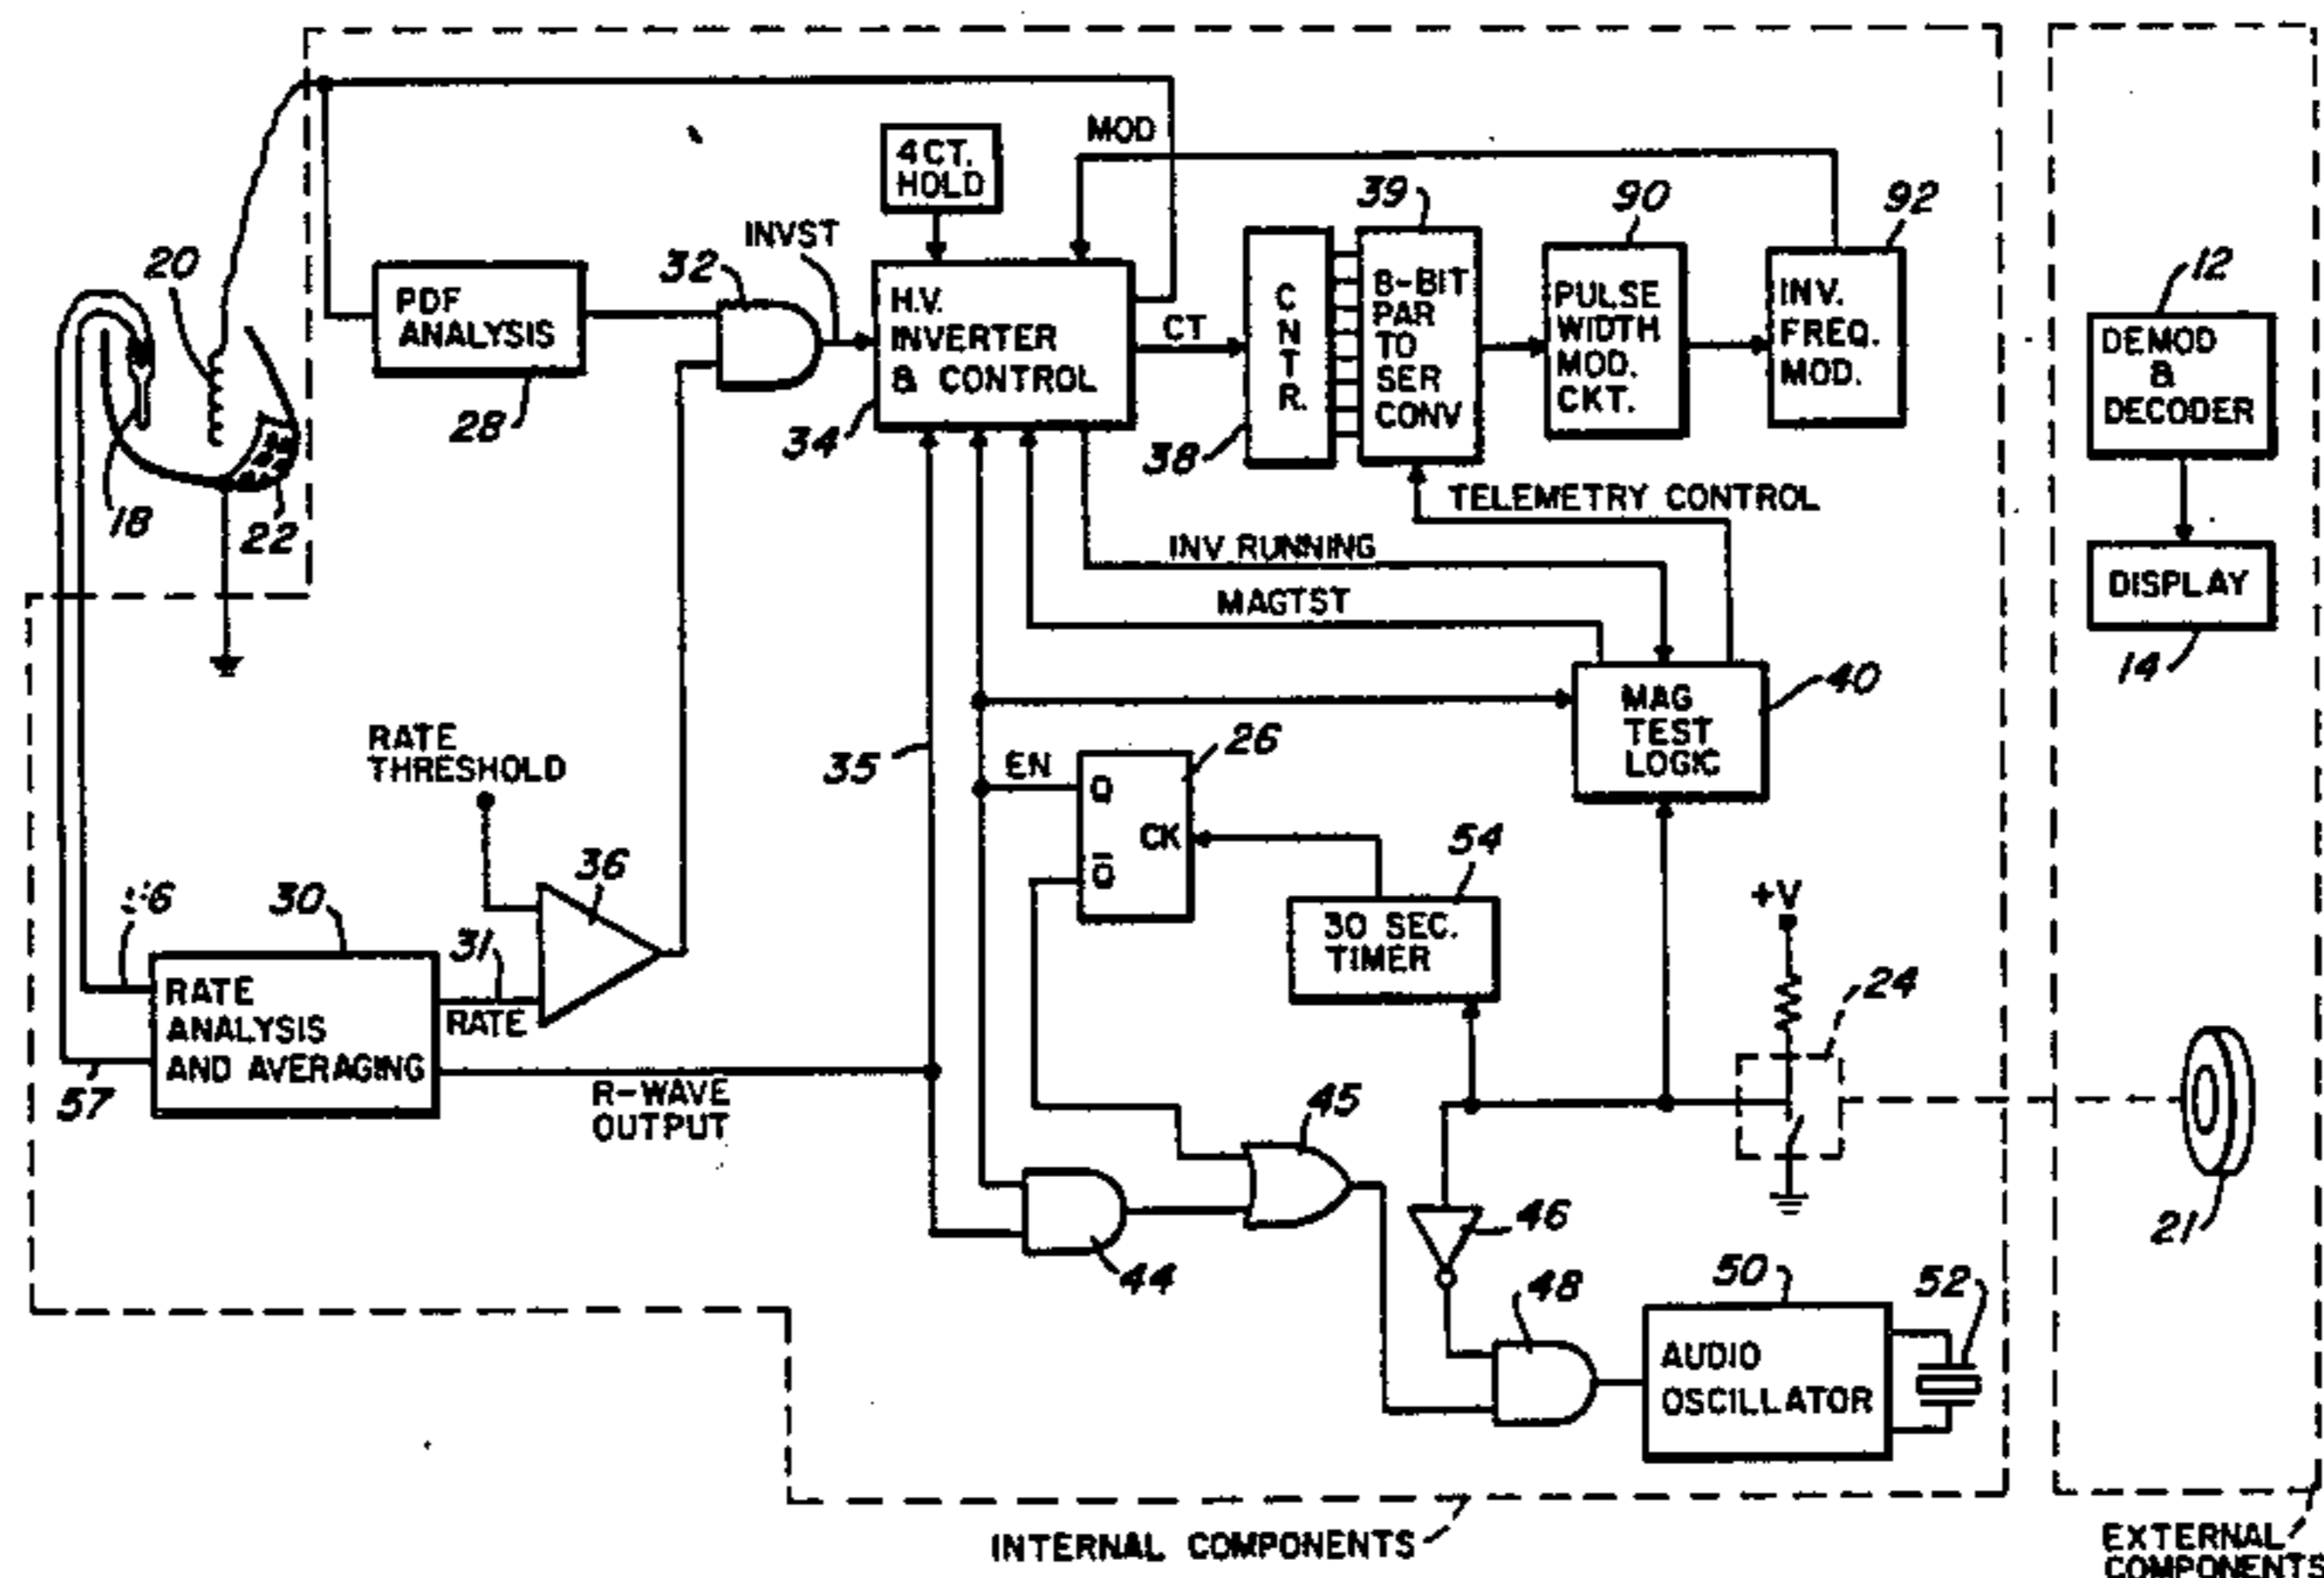 MOD
4 CT.
HOLD
39
90
92
INVST
20
32
12
PDF
ANALYSIS
H.V.
INVERTER
& CONTROL
CT
C
N
T
R.
8-BIT
PAR
TO
SER
CONV
PULSE
WIDTH
MOD.
CKT.
INV.
FREQ.
MOD.
DEMOD
&
DECODER
28
34
38
18
22
TELEMETRY CONTROL
INV RUNNING
DISPLAY
MAGTST
14
40
MAG
TEST
LOGIC
RATE
THRESHOLD
35
EN
26
Q
CK
Q̅
54
36
30
31
30 SEC.
TIMER
+V
24
RATE
ANALYSIS
AND AVERAGING
RATE
57
R-WAVE
OUTPUT
45
46
21
44
48
50
52
AUDIO
OSCILLATOR
INTERNAL COMPONENTS
EXTERNAL
COMPONENTS